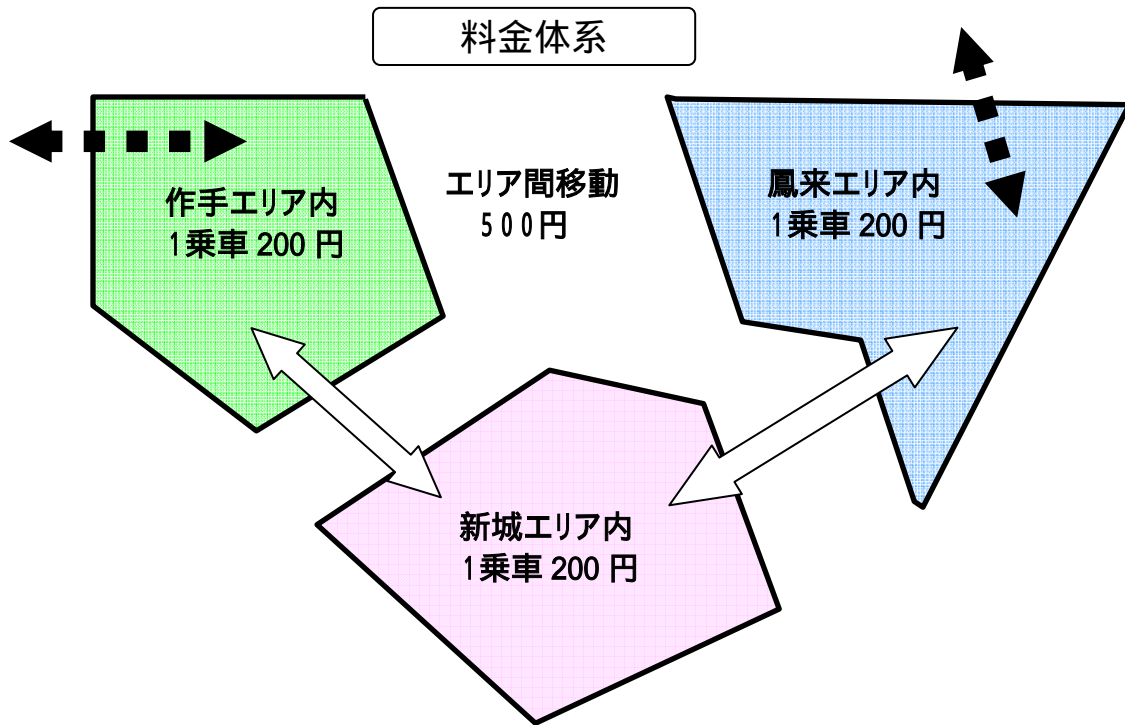 料金体系
エリア間移動
500円
作手エリア内
1乗車 200 円
鳳来エリア内
1乗車 200 円
新城エリア内
1乗車 200 円